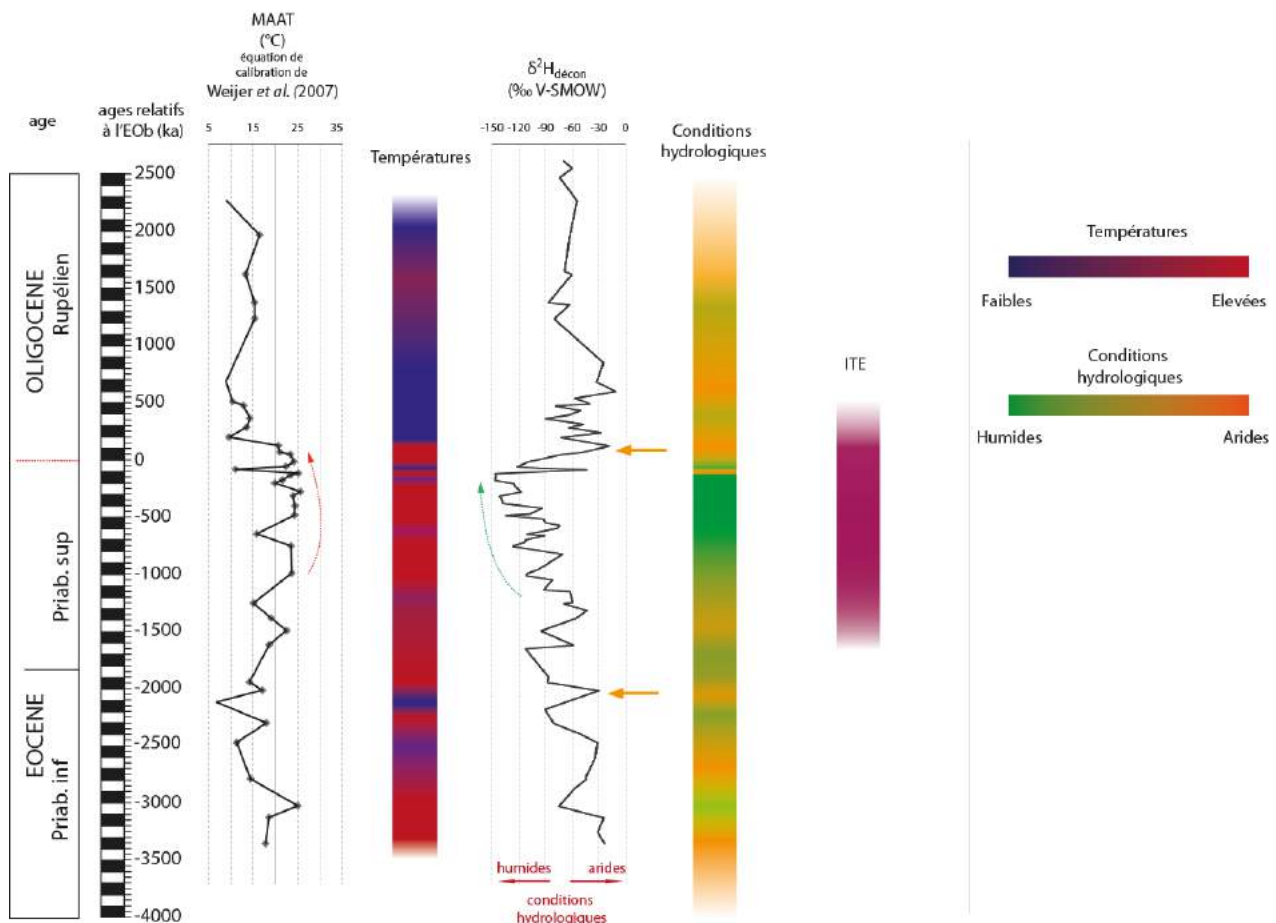 MAAT
(°C)
équation de
calibration de
Weijer et al. (2007)
δ²Hdécon
(‰ V-SMOW)
age
ages relatifs
à l'EOb (ka)
5 15 25 35
-150 -120 -90 -60 -30 0
Températures
Conditions
hydrologiques
2500
2000
1500
1000
500
0
-500
-1000
-1500
-2000
-2500
-3000
-3500
-4000
OLIGOCENE
Rupélien
EOCENE
Priab. sup
Priab. inf
ITE
humides arides
conditions
hydrologiques
Températures
Faibles Elevées
Conditions
hydrologiques
Humides Arides